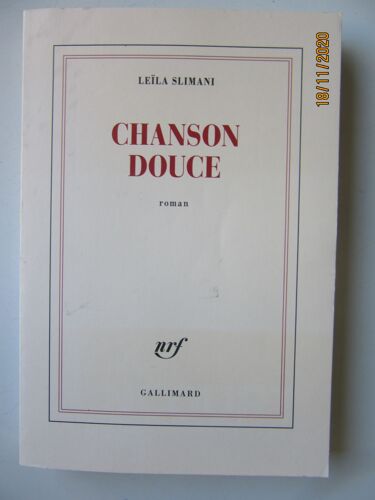 LEÏLA SLIMANI
CHANSON
DOUCE
roman
nrf
GALLIMARD
18/11/2020